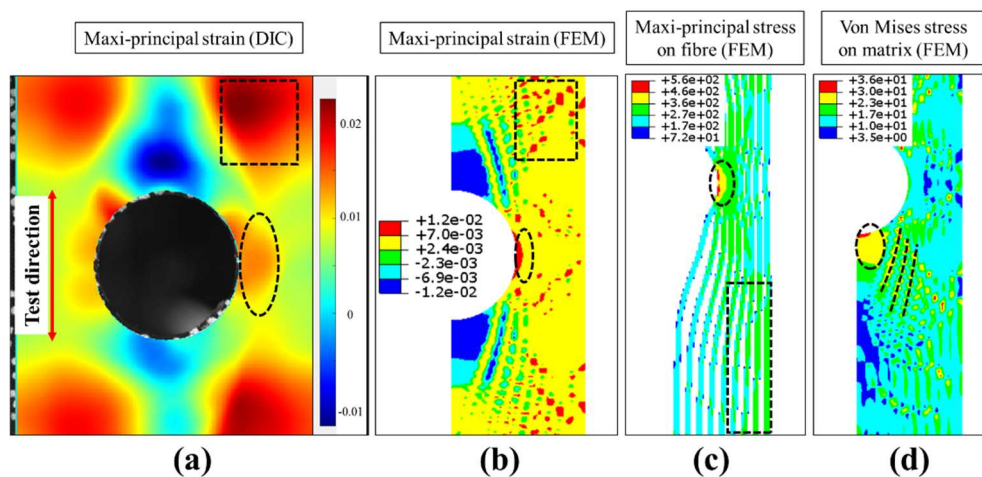 Maxi-principal strain (DIC)
Maxi-principal strain (FEM)
Maxi-principal stress
on fibre (FEM)
Von Mises stress
on matrix (FEM)
Test direction
0.02
0.01
0
-0.01
+1.2e-02
+7.0e-03
+2.4e-03
-2.3e-03
-6.9e-03
-1.2e-02
+5.6e+02
+4.6e+02
+3.6e+02
+2.7e+02
+1.7e+02
+7.2e+01
+3.6e+01
+3.0e+01
+2.3e+01
+1.7e+01
+1.0e+01
+3.5e+00
(a)
(b)
(c)
(d)